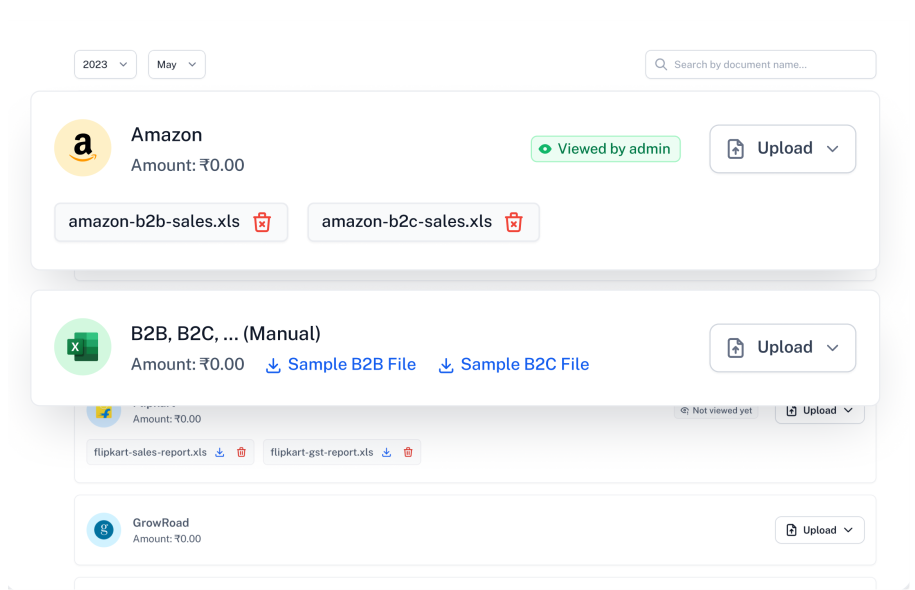 2023
May
Search by document name...
a
Amazon
Amount: ₹0.00
Viewed by admin
Upload
amazon-b2b-sales.xls
amazon-b2c-sales.xls
X
B2B, B2C, ... (Manual)
Amount: ₹0.00
Sample B2B File
Sample B2C File
Upload
Amount: ₹0.00
Not viewed yet
Upload
flipkart-sales-report.xls
flipkart-gst-report.xls
g
GrowRoad
Amount: ₹0.00
Upload